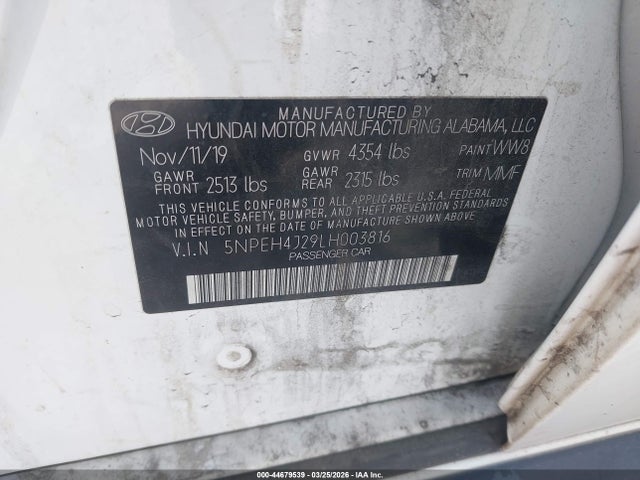 MANUFACTURED BY
HYUNDAI MOTOR MANUFACTURING ALABAMA, LLC
Nov/11/19 GVWR 4354 lbs PAINT WW8
GAWR FRONT 2513 lbs GAWR REAR 2315 lbs TRIM MMF
THIS VEHICLE CONFORMS TO ALL APPLICABLE U.S.A. FEDERAL
MOTOR VEHICLE SAFETY, BUMPER, AND THEFT PREVENTION STANDARDS
IN EFFECT ON THE DATE OF MANUFACTURE SHOWN ABOVE.
V.I.N 5NPEH4J29LH003816
PASSENGER CAR
000-44679539 | 03/25/2026 | IAA Inc.